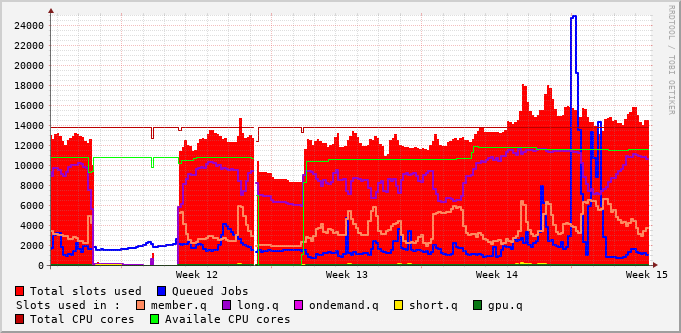 RRDTOOL / TOBI OETIKER
24000
22000
20000
18000
16000
14000
12000
10000
8000
6000
4000
2000
0
Week 12 Week 13 Week 14 Week 15
Total slots used Queued Jobs
Slots used in : member.q long.q ondemand.q short.q gpu.q
Total CPU cores Availale CPU cores